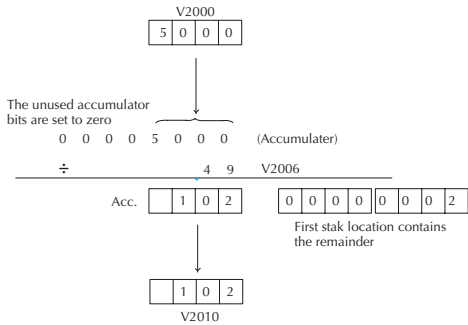 V2000
5 0 0 0
The unused accumulator
bits are set to zero
0 0 0 0 5 0 0 0 (Accumulater)
÷ 4 9 V2006
Acc. 1 0 2 0 0 0 0 0 0 0 2
First stak location contains
the remainder
1 0 2
V2010